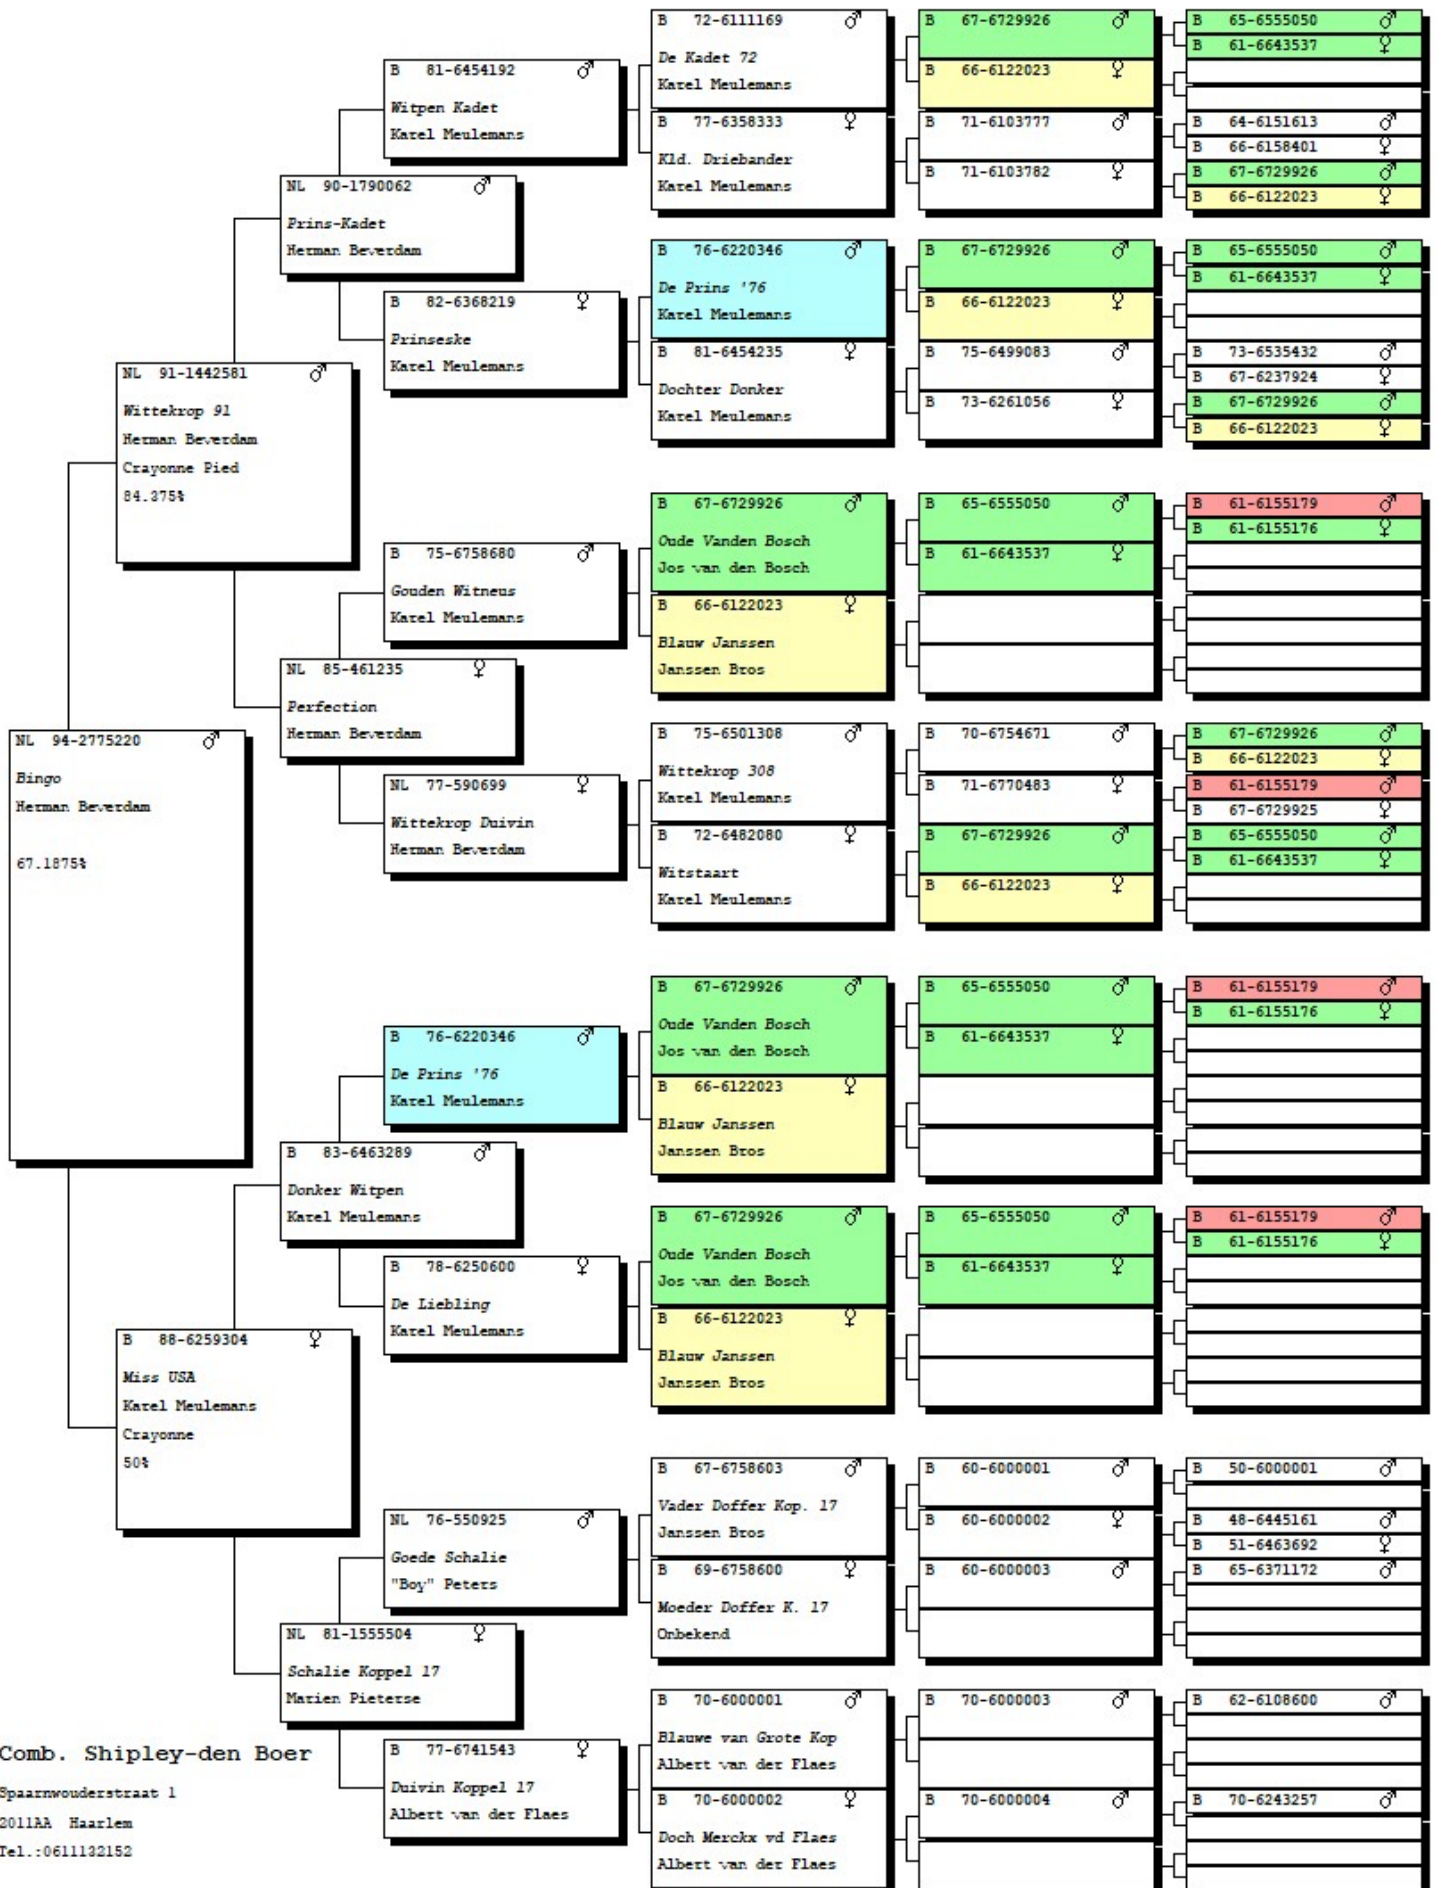 NL 94-2775220 ♂
Bingo
Herman Beverdam
67.1875%
NL 91-1442581 ♂
Wittekrop 91
Herman Beverdam
Crayonne Pied
84.375%
B 88-6259304 ♀
Miss USA
Karel Meulemans
Crayonne
50%
NL 90-1790062 ♂
Prins-Kadet
Herman Beverdam
NL 85-461235 ♀
Perfection
Herman Beverdam
B 83-6463289 ♂
Donker Witpen
Karel Meulemans
NL 81-1555504 ♀
Schalie Koppel 17
Marien Pieterse
B 81-6454192 ♂
Witpen Kadet
Karel Meulemans
B 82-6368219 ♀
Prinseske
Karel Meulemans
B 75-6758680 ♂
Gouden Witneus
Karel Meulemans
NL 77-590699 ♀
Wittekrop Duivin
Herman Beverdam
B 76-6220346 ♂
De Prins '76
Karel Meulemans
B 78-6250600 ♀
De Liebling
Karel Meulemans
NL 76-550925 ♂
Goede Schalie
"Boy" Peters
B 77-6741543 ♀
Duivin Koppel 17
Albert van der Flaes
B 72-6111169 ♂
De Kadet 72
Karel Meulemans
B 77-6358333 ♀
Kld. Driebander
Karel Meulemans
B 76-6220346 ♂
De Prins '76
Karel Meulemans
B 81-6454235 ♀
Dochter Donker
Karel Meulemans
B 67-6729926 ♂
Oude Vanden Bosch
Jos van den Bosch
B 66-6122023 ♀
Blauw Janssen
Janssen Bros
B 75-6501308 ♂
Wittekrop 308
Karel Meulemans
B 72-6482080 ♀
Witstaart
Karel Meulemans
B 67-6729926 ♂
Oude Vanden Bosch
Jos van den Bosch
B 66-6122023 ♀
Blauw Janssen
Janssen Bros
B 67-6729926 ♂
Oude Vanden Bosch
Jos van den Bosch
B 66-6122023 ♀
Blauw Janssen
Janssen Bros
B 67-6758603 ♂
Vader Doffer Kop. 17
Janssen Bros
B 69-6758600 ♀
Moeder Doffer K. 17
Onbekend
B 70-6000001 ♂
Blauwe van Grote Kop
Albert van der Flaes
B 70-6000002 ♀
Doch Merckx vd Flaes
Albert van der Flaes
B 67-6729926 ♂
B 66-6122023 ♀
B 71-6103777 ♂
B 71-6103782 ♀
B 67-6729926 ♂
B 66-6122023 ♀
B 75-6499083 ♂
B 73-6261056 ♀
B 65-6555050 ♂
B 61-6643537 ♀
B 70-6754671 ♂
B 71-6770483 ♀
B 67-6729926 ♂
B 66-6122023 ♀
B 65-6555050 ♂
B 61-6643537 ♀
B 65-6555050 ♂
B 61-6643537 ♀
B 60-6000001 ♂
B 60-6000002 ♀
B 60-6000003 ♂
B 70-6000003 ♂
B 70-6000004 ♂
B 65-6555050 ♂
B 61-6643537 ♀
B 64-6151613 ♂
B 66-6158401 ♀
B 67-6729926 ♂
B 66-6122023 ♀
B 65-6555050 ♂
B 61-6643537 ♀
B 73-6535432 ♂
B 67-6237924 ♀
B 67-6729926 ♂
B 66-6122023 ♀
B 61-6155179 ♂
B 61-6155176 ♀
B 67-6729926 ♂
B 66-6122023 ♀
B 61-6155179 ♂
B 67-6729925 ♀
B 65-6555050 ♂
B 61-6643537 ♀
B 61-6155179 ♂
B 61-6155176 ♀
B 61-6155179 ♂
B 61-6155176 ♀
B 50-6000001 ♂
B 48-6445161 ♂
B 51-6463692 ♀
B 65-6371172 ♂
B 62-6108600 ♂
B 70-6243257 ♂
Comb. Shipley-den Boer
Spaarnwouderstraat 1
2011AA Haarlem
Tel.:0611132152